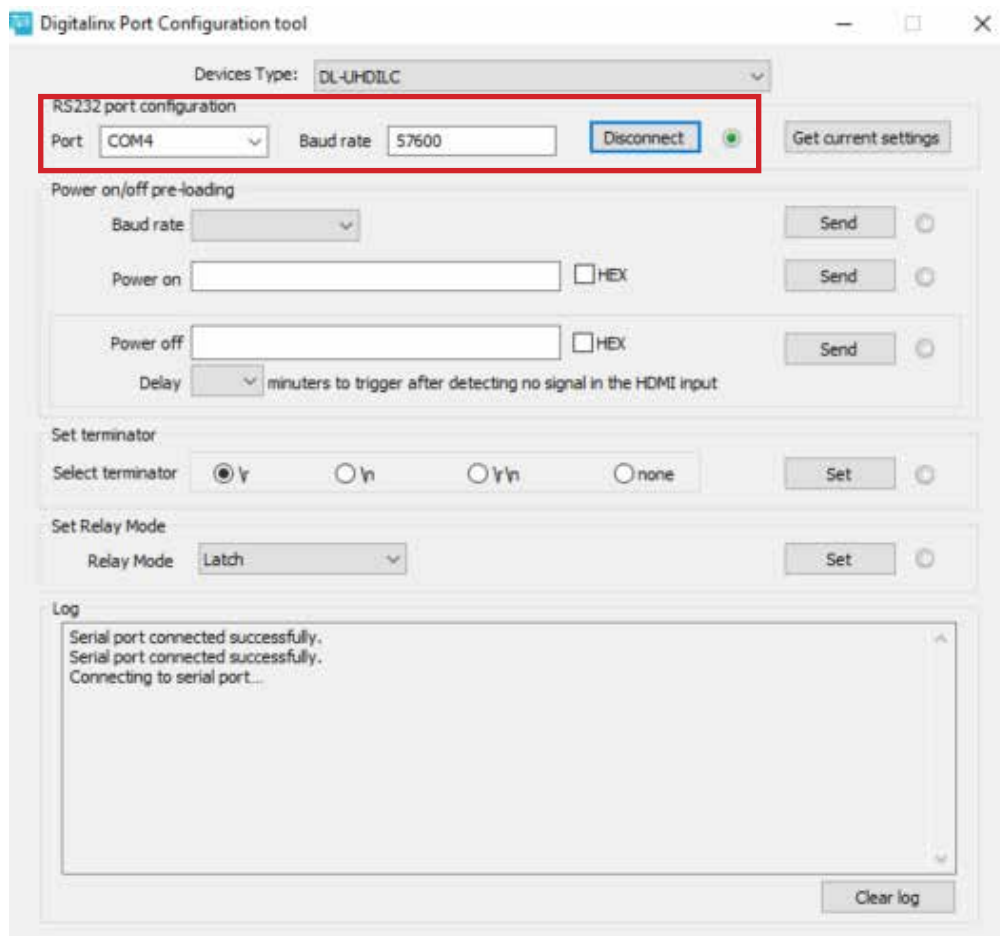 Digitalinx Port Configuration tool
Devices Type: DL-UHDILC
RS232 port configuration
Port COM4 Baud rate 57600 Disconnect Get current settings
Power on/off pre-loading
Baud rate Send
Power on HEX Send
Power off HEX Send
Delay minuters to trigger after detecting no signal in the HDMI input
Set terminator
Select terminator \r \n \r\n none Set
Set Relay Mode
Relay Mode Latch Set
Log
Serial port connected successfully.
Serial port connected successfully.
Connecting to serial port...
Clear log